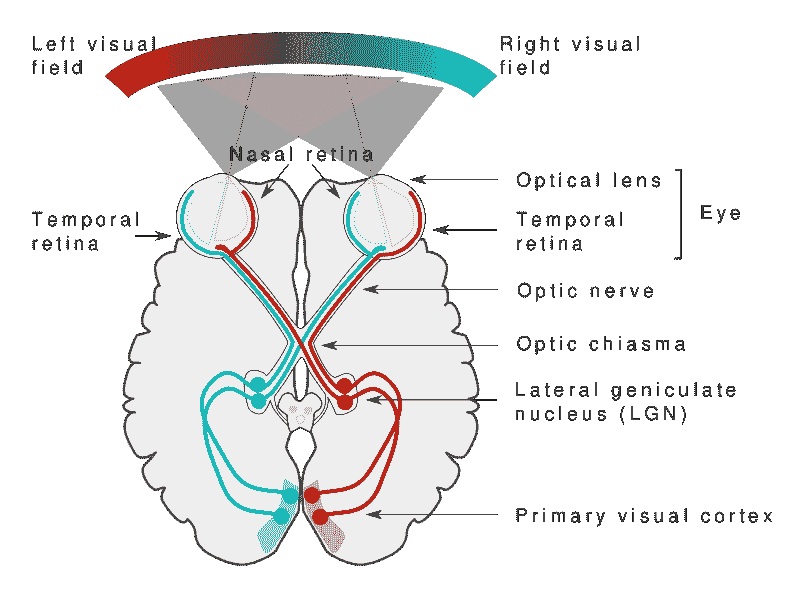 Left visual
field
Right visual
field
Nasal retina
Optical lens
Temporal
retina
Temporal
retina
Eye
Optic nerve
Optic chiasma
Lateral geniculate
nucleus (LGN)
Primary visual cortex